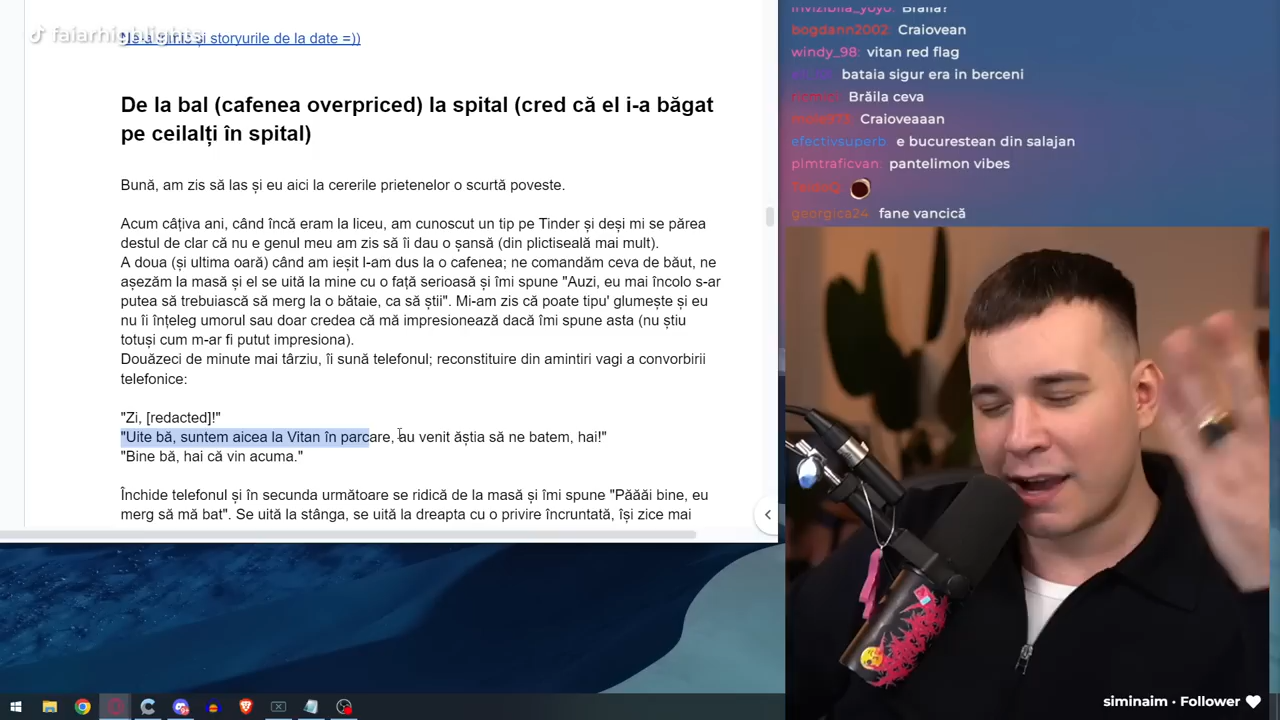 faiarhighlights
storyurile de la date =))
De la bal (cafenea overpriced) la spital (cred că el i-a băgat
pe ceilalți în spital)
Bună, am zis să las și eu aici la cererile prietenelor o scurtă poveste.
Acum câțiva ani, când încă eram la liceu, am cunoscut un tip pe Tinder și deși mi se părea
destul de clar că nu e genul meu am zis să îi dau o șansă (din plictiseală mai mult).
A doua (și ultima oară) când am ieșit l-am dus la o cafenea; ne comandăm ceva de băut, ne
așezăm la masă și el se uită la mine cu o față serioasă și îmi spune "Auzi, eu mai încolo s-ar
putea să trebuiască să merg la o bătaie, ca să știi". Mi-am zis că poate tipu' glumește și eu
nu îi înțeleg umorul sau doar credea că mă impresionează dacă îmi spune asta (nu știu
totuși cum m-ar fi putut impresiona).
Douăzeci de minute mai târziu, îi sună telefonul; reconstituire din amintiri vagi a convorbirii
telefonice:
"Zi, [redacted]!"
"Uite bă, suntem aicea la Vitan în parcare, au venit ăștia să ne batem, hai!"
"Bine bă, hai că vin acuma."
Închide telefonul și în secunda următoare se ridică de la masă și îmi spune "Păăăi bine, eu
merg să mă bat". Se uită la stânga, se uită la dreapta cu o privire încruntată, își zice mai
invizibila_yoyo: Brăila?
bogdann2002: Craiovean
windy_98: vitan red flag
bataia sigur era in berceni
Brăila ceva
Craioveaaan
efectivsuperb: e bucurestean din salajan
plmtraficvan: pantelimon vibes
georgica24: fane vancică
siminaim · Follower